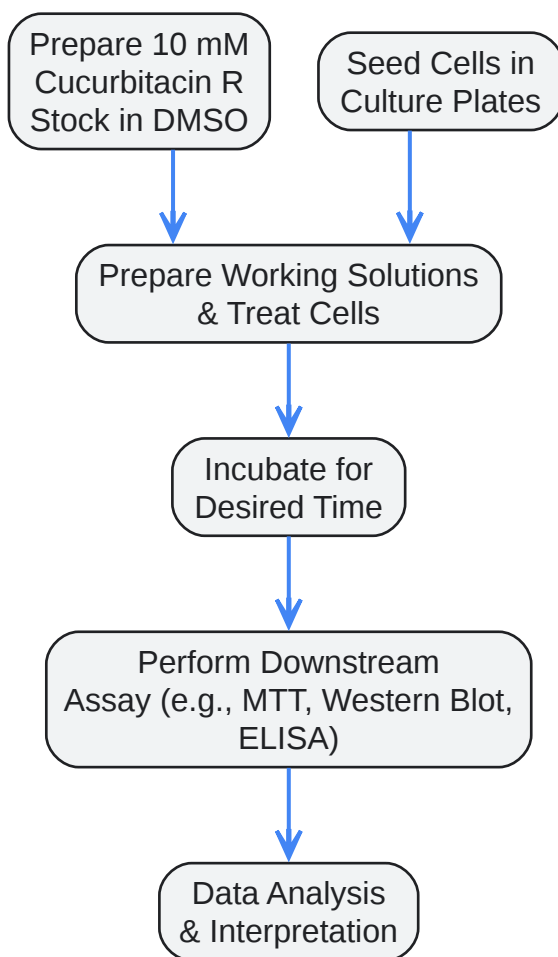 Prepare 10 mM
Cucurbitacin R
Stock in DMSO
Seed Cells in
Culture Plates
Prepare Working Solutions
& Treat Cells
Incubate for
Desired Time
Perform Downstream
Assay (e.g., MTT, Western Blot,
ELISA)
Data Analysis
& Interpretation